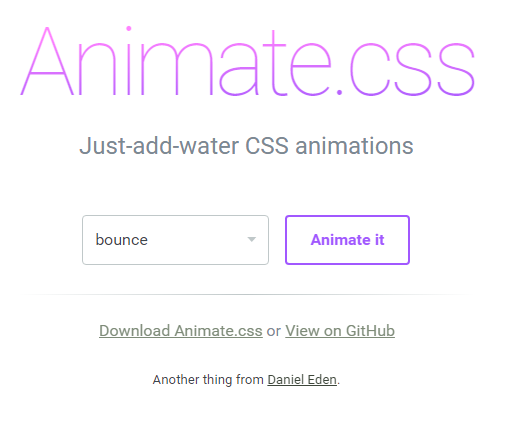 Animate.css
Just-add-water CSS animations
bounce
Animate it
Download Animate.css or View on GitHub
Another thing from Daniel Eden.